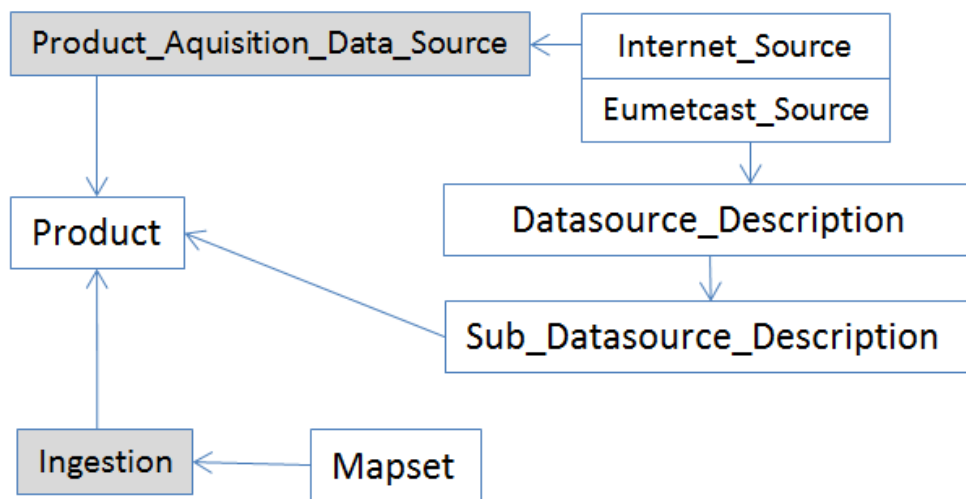 Product_Aquisition_Data_Source
Internet_Source
Eumetcast_Source
Datasource_Description
Product
Sub_Datasource_Description
Ingestion
Mapset